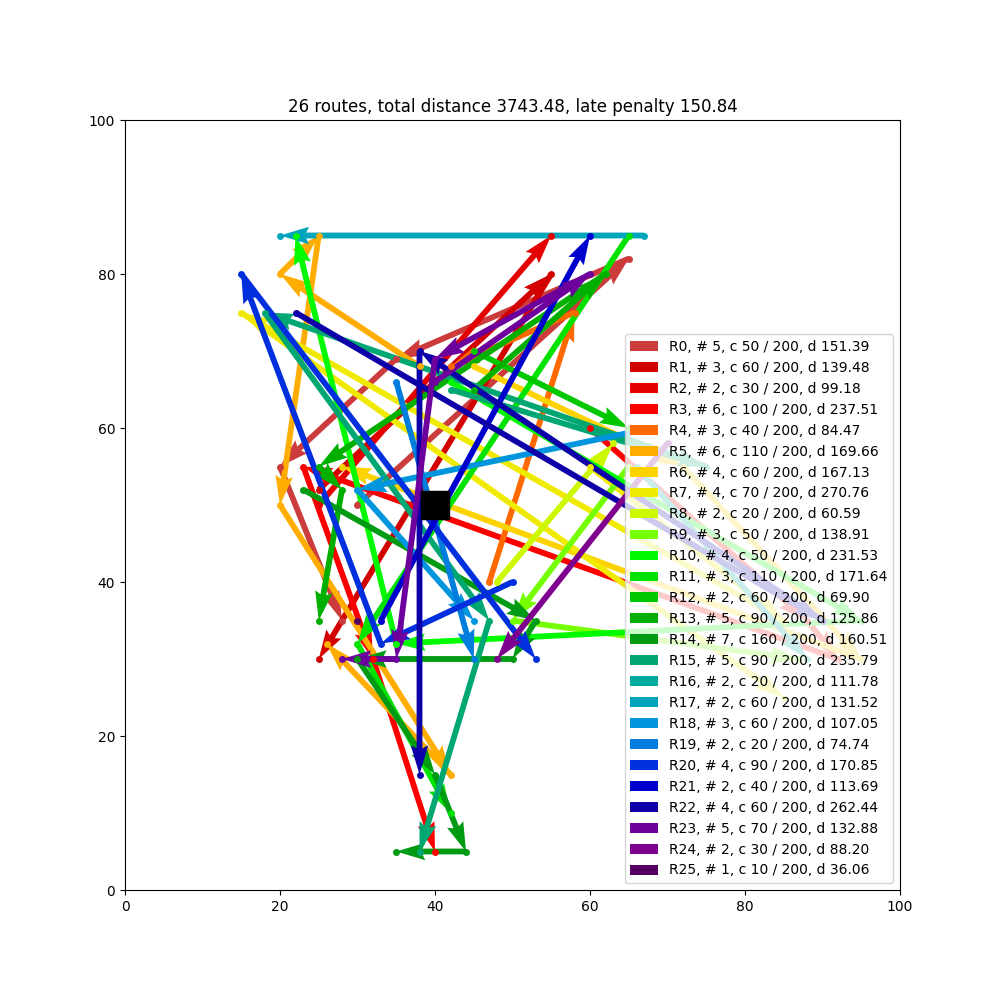 26 routes, total distance 3743.48, late penalty 150.84
100
80
60
40
20
0
0 20 40 60 80 100
R0, # 5, c 50 / 200, d 151.39
R1, # 3, c 60 / 200, d 139.48
R2, # 2, c 30 / 200, d 99.18
R3, # 6, c 100 / 200, d 237.51
R4, # 3, c 40 / 200, d 84.47
R5, # 6, c 110 / 200, d 169.66
R6, # 4, c 60 / 200, d 167.13
R7, # 4, c 70 / 200, d 270.76
R8, # 2, c 20 / 200, d 60.59
R9, # 3, c 50 / 200, d 138.91
R10, # 4, c 50 / 200, d 231.53
R11, # 3, c 110 / 200, d 171.64
R12, # 2, c 60 / 200, d 69.90
R13, # 5, c 90 / 200, d 125.86
R14, # 7, c 160 / 200, d 160.51
R15, # 5, c 90 / 200, d 235.79
R16, # 2, c 20 / 200, d 111.78
R17, # 2, c 60 / 200, d 131.52
R18, # 3, c 60 / 200, d 107.05
R19, # 2, c 20 / 200, d 74.74
R20, # 4, c 90 / 200, d 170.85
R21, # 2, c 40 / 200, d 113.69
R22, # 4, c 60 / 200, d 262.44
R23, # 5, c 70 / 200, d 132.88
R24, # 2, c 30 / 200, d 88.20
R25, # 1, c 10 / 200, d 36.06